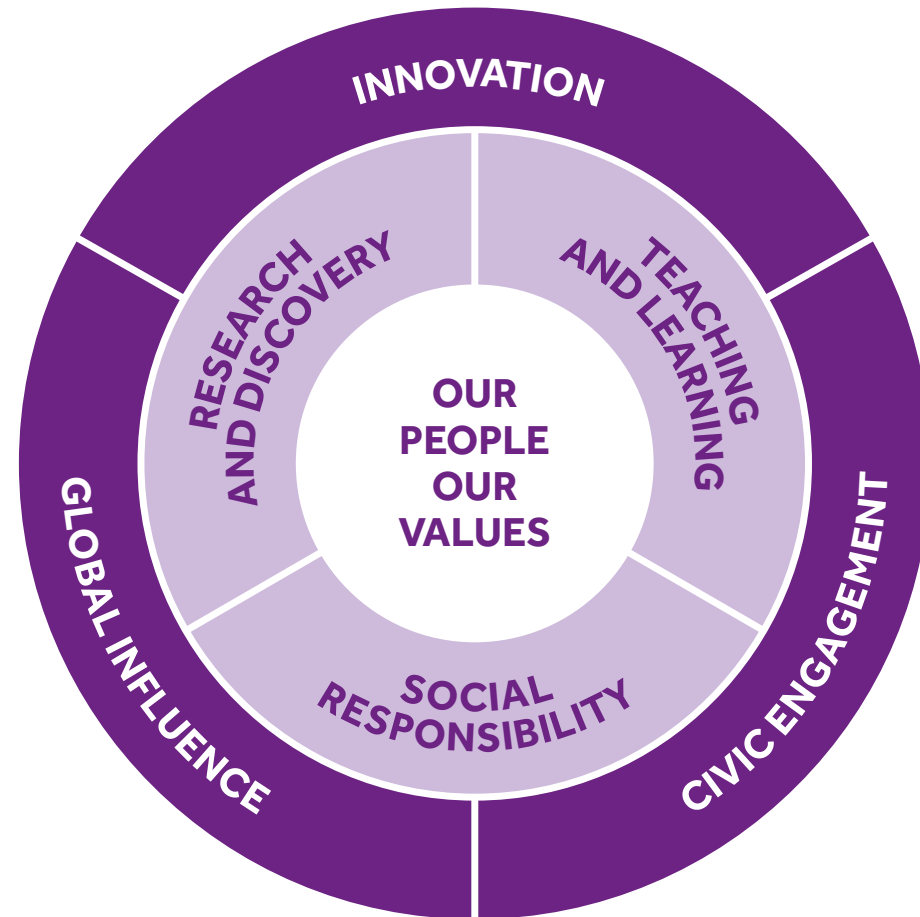 INNOVATION
RESEARCH
AND DISCOVERY
TEACHING
AND LEARNING
OUR
PEOPLE
OUR
VALUES
GLOBAL INFLUENCE
CIVIC ENGAGEMENT
SOCIAL
RESPONSIBILITY